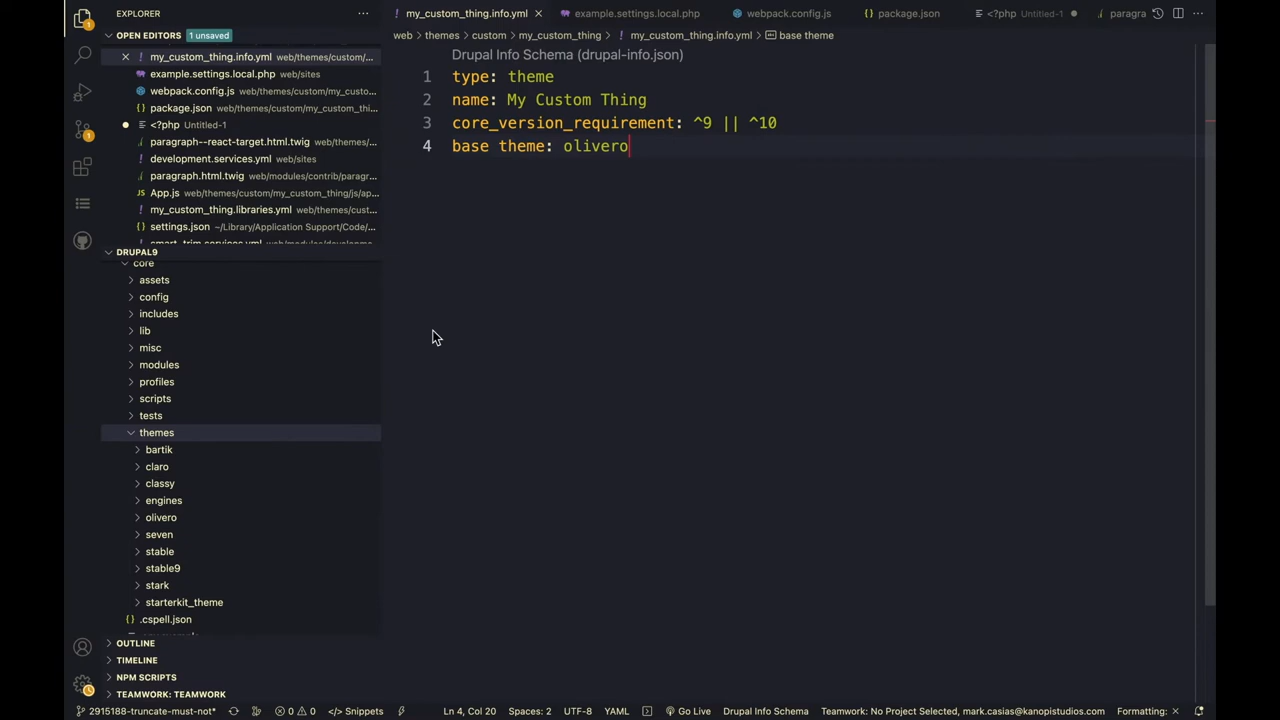 EXPLORER
OPEN EDITORS 1 unsaved
my_custom_thing.info.yml web/themes/custom/...
example.settings.local.php web/sites
webpack.config.js web/themes/custom/my_custo...
package.json web/themes/custom/my_custom_thi...
<?php Untitled-1
paragraph--react-target.html.twig web/themes/...
development.services.yml web/sites
paragraph.html.twig web/modules/contrib/paragr...
JS App.js web/themes/custom/my_custom_thing/js/ap...
my_custom_thing.libraries.yml web/themes/cust...
settings.json ~/Library/Application Support/Code/...
smart_trim.services.yml web/modules/developme...
DRUPAL9
core
assets
config
includes
lib
misc
modules
profiles
scripts
tests
themes
bartik
claro
classy
engines
olivero
seven
stable
stable9
stark
starterkit_theme
.cspell.json
OUTLINE
TIMELINE
NPM SCRIPTS
TEAMWORK: TEAMWORK
my_custom_thing.info.yml example.settings.local.php webpack.config.js package.json <?php Untitled-1 paragra
web > themes > custom > my_custom_thing > my_custom_thing.info.yml > base theme
Drupal Info Schema (drupal-info.json)
1 type: theme
2 name: My Custom Thing
3 core_version_requirement: ^9 || ^10
4 base theme: olivero
2915188-truncate-must-not* 0 0 </> Snippets Ln 4, Col 20 Spaces: 2 UTF-8 YAML Go Live Drupal Info Schema Teamwork: No Project Selected, mark.casias@kanopistudios.com Formatting: ×